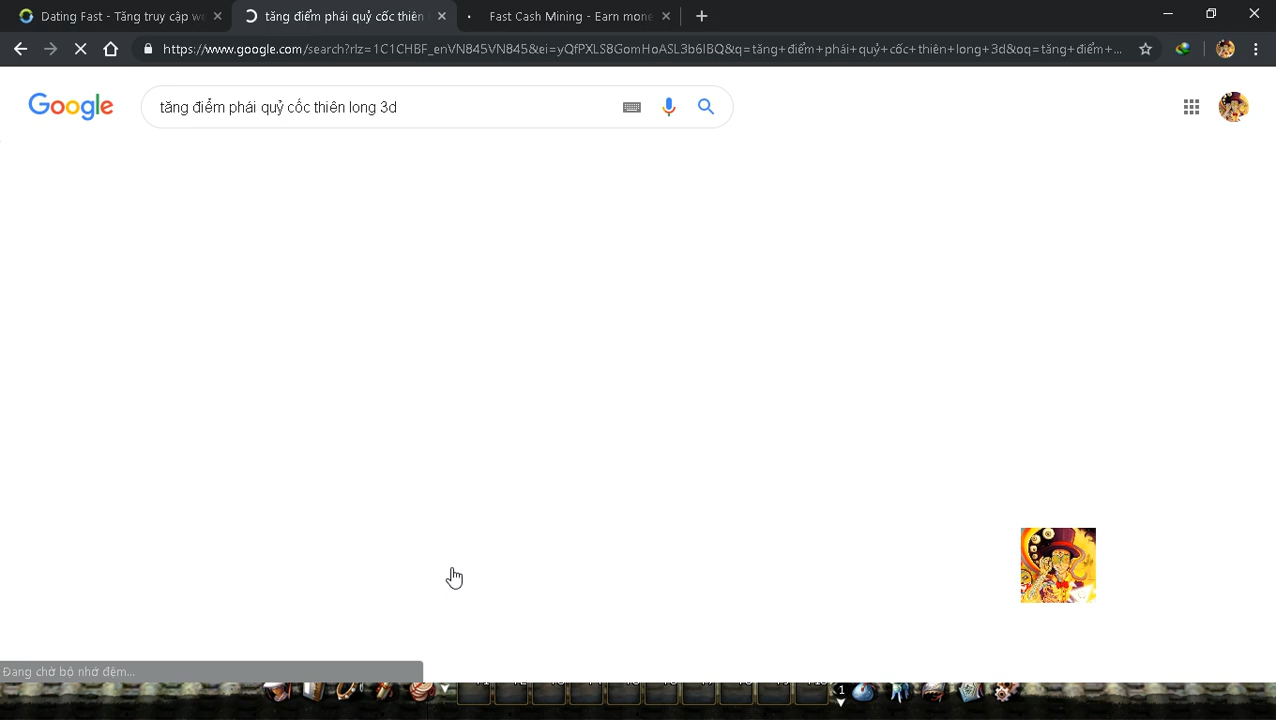 Dating Fast - Tăng truy cập we
tăng điểm phái quỷ cốc thiên
Fast Cash Mining - Earn mone
https://www.google.com/search?rlz=1C1CHBF_enVN845VN845&ei=yQfPXLS8GomHoASL3b6IBQ&q=tăng+điểm+phái+quỷ+cốc+thiên+long+3d&oq=tăng+điểm+...
Google
tăng điểm phái quỷ cốc thiên long 3d
Đang chờ bộ nhớ đệm...
1